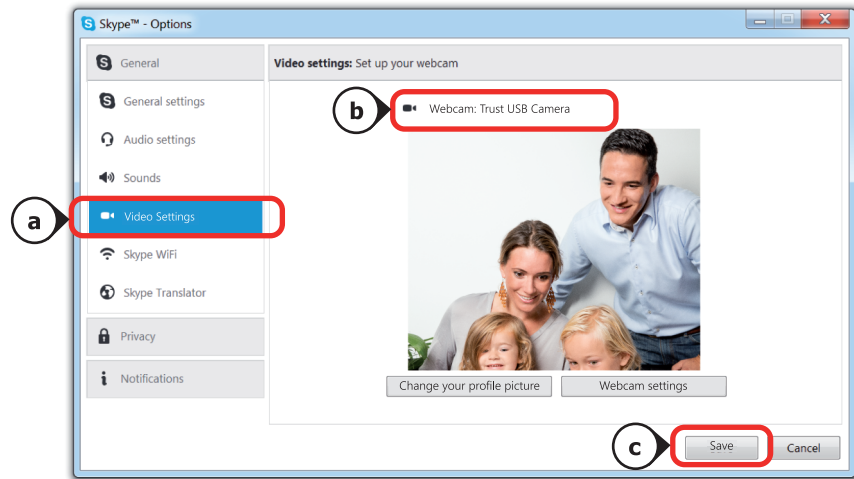 Skype™ - Options
General
Video settings: Set up your webcam
General settings
b
Webcam: Trust USB Camera
Audio settings
Sounds
a
Video Settings
Skype WiFi
Skype Translator
Privacy
Notifications
Change your profile picture
Webcam settings
c
Save
Cancel